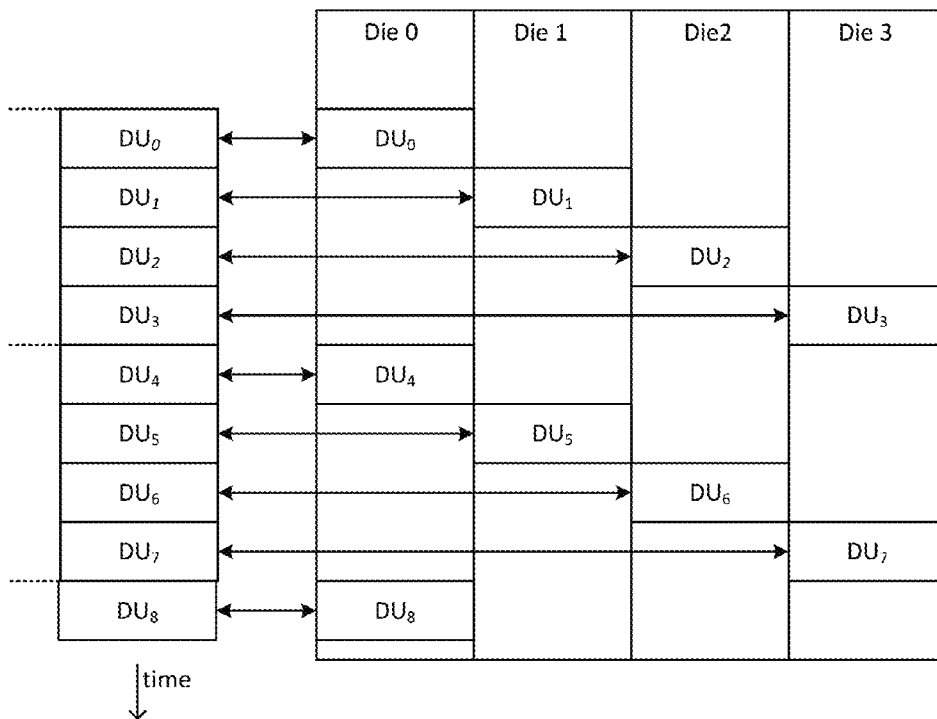 Die 0 Die 1 Die2 Die 3
DU₀ DU₀
DU₁ DU₁
DU₂ DU₂
DU₃ DU₃
DU₄ DU₄
DU₅ DU₅
DU₆ DU₆
DU₇ DU₇
DU₈ DU₈
time